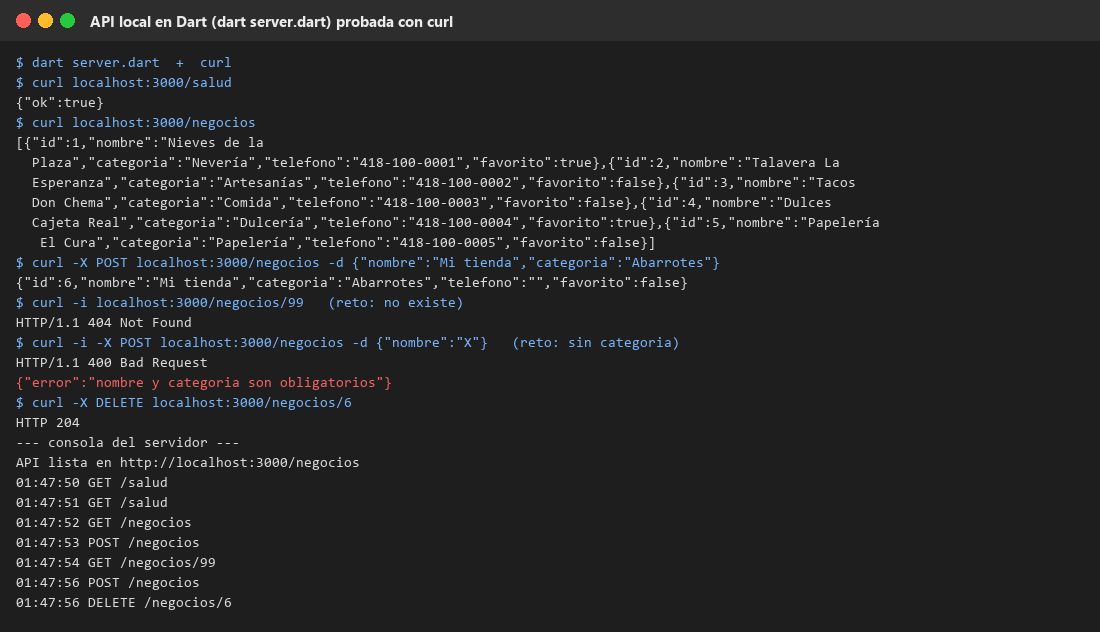 API local en Dart (dart server.dart) probada con curl
$ dart server.dart  +  curl
$ curl localhost:3000/salud
{"ok":true}
$ curl localhost:3000/negocios
[{"id":1,"nombre":"Nieves de la
Plaza","categoria":"Nevería","telefono":"418-100-0001","favorito":true},{"id":2,"nombre":"Talavera La
Esperanza","categoria":"Artesanías","telefono":"418-100-0002","favorito":false},{"id":3,"nombre":"Tacos
Don Chema","categoria":"Comida","telefono":"418-100-0003","favorito":false},{"id":4,"nombre":"Dulces
Cajeta Real","categoria":"Dulcería","telefono":"418-100-0004","favorito":true},{"id":5,"nombre":"Papelería
El Cura","categoria":"Papelería","telefono":"418-100-0005","favorito":false}]
$ curl -X POST localhost:3000/negocios -d {"nombre":"Mi tienda","categoria":"Abarrotes"}
{"id":6,"nombre":"Mi tienda","categoria":"Abarrotes","telefono":"","favorito":false}
$ curl -i localhost:3000/negocios/99   (reto: no existe)
HTTP/1.1 404 Not Found
$ curl -i -X POST localhost:3000/negocios -d {"nombre":"X"}   (reto: sin categoria)
HTTP/1.1 400 Bad Request
{"error":"nombre y categoria son obligatorios"}
$ curl -X DELETE localhost:3000/negocios/6
HTTP 204
--- consola del servidor ---
API lista en http://localhost:3000/negocios
01:47:50 GET /salud
01:47:51 GET /salud
01:47:52 GET /negocios
01:47:53 POST /negocios
01:47:54 GET /negocios/99
01:47:56 POST /negocios
01:47:56 DELETE /negocios/6